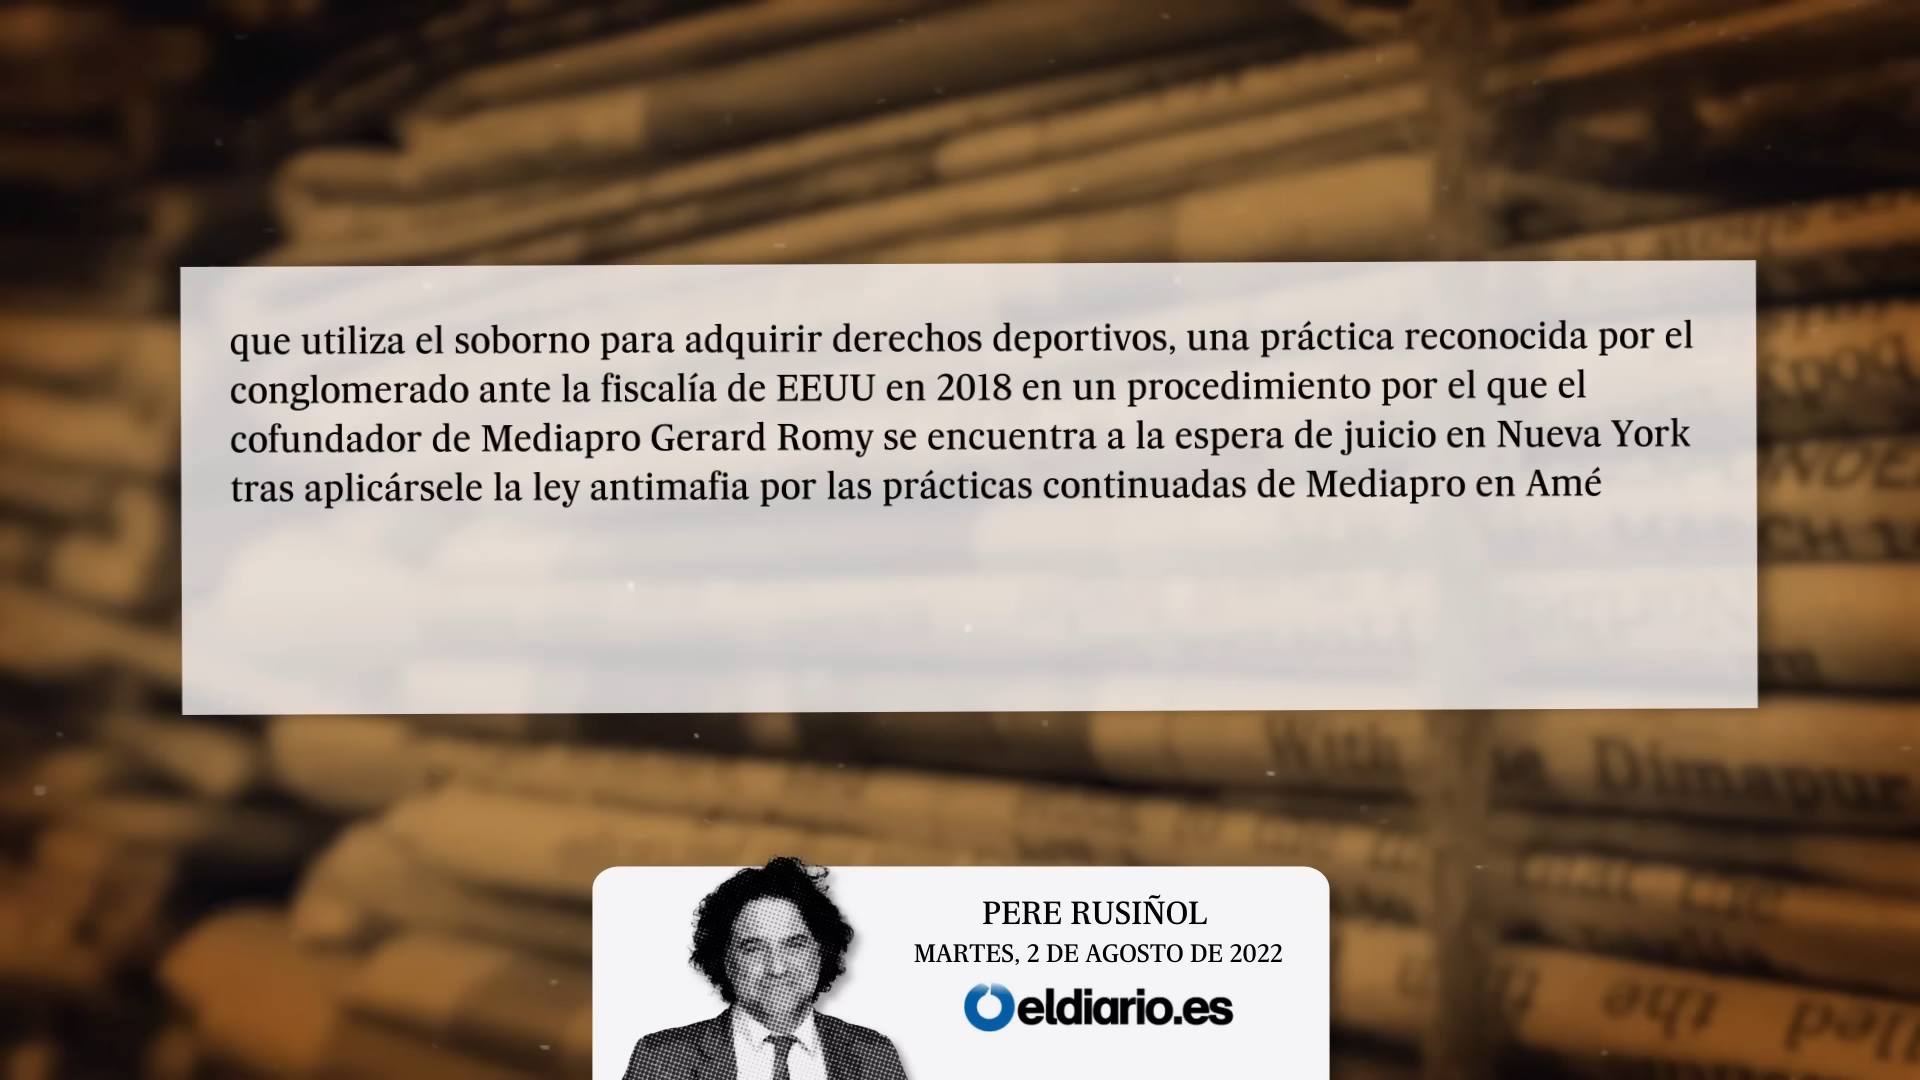 que utiliza el soborno para adquirir derechos deportivos, una práctica reconocida por el
conglomerado ante la fiscalía de EEUU en 2018 en un procedimiento por el que el
cofundador de Mediapro Gerard Romy se encuentra a la espera de juicio en Nueva York
tras aplicársele la ley antimafia por las prácticas continuadas de Mediapro en Amé
With
Dimapur
the
PERE RUSIÑOL
MARTES, 2 DE AGOSTO DE 2022
eldiario.es